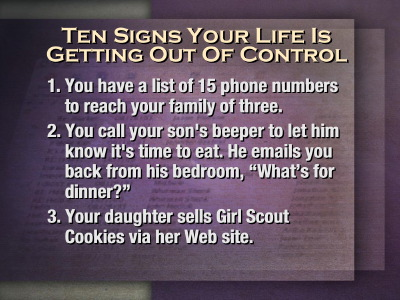 Ten Signs Your Life Is
Getting Out Of Control
1. You have a list of 15 phone numbers
to reach your family of three.
2. You call your son's beeper to let him
know it's time to eat. He emails you
back from his bedroom, “What’s for
dinner?”
3. Your daughter sells Girl Scout
Cookies via her Web site.